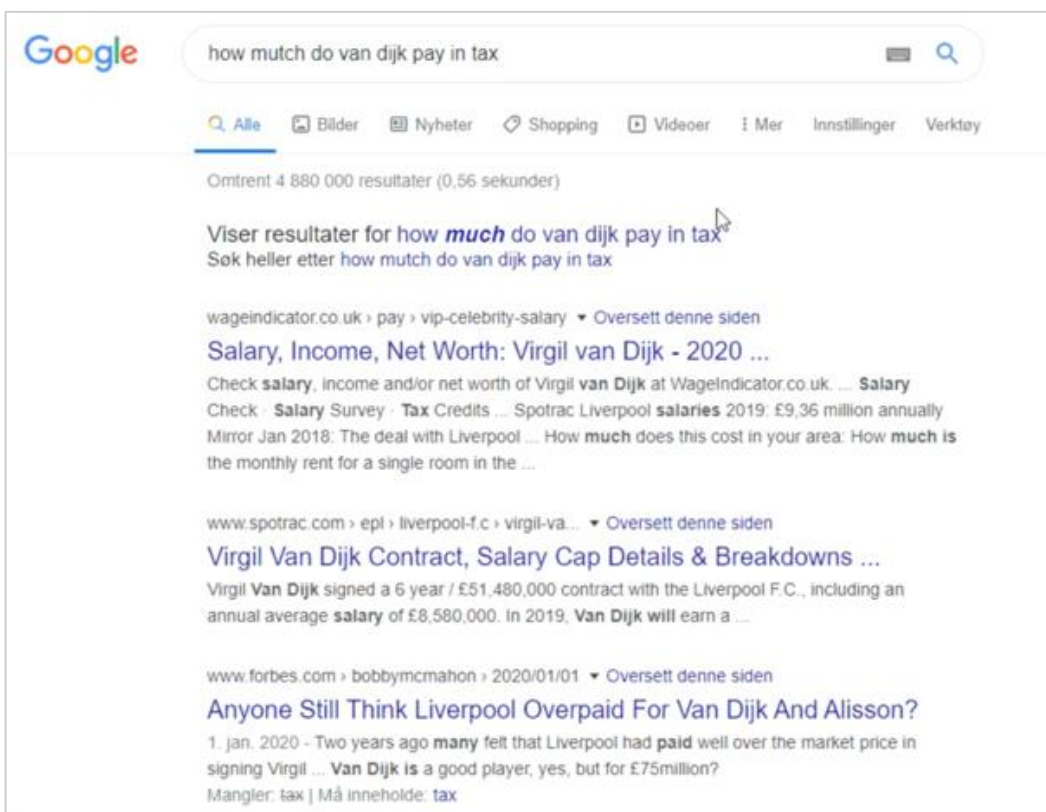 Google
how mutch do van dijk pay in tax
Alle Bilder Nyheter Shopping Videoer Mer Innstillinger Verktøy
Omtrent 4 880 000 resultater (0,56 sekunder)
Viser resultater for how much do van dijk pay in tax
Søk heller etter how mutch do van dijk pay in tax
wageindicator.co.uk › pay › vip-celebrity-salary ▾ Oversett denne siden
Salary, Income, Net Worth: Virgil van Dijk - 2020 ...
Check salary, income and/or net worth of Virgil van Dijk at WageIndicator.co.uk. ... Salary
Check · Salary Survey · Tax Credits ... Spotrac Liverpool salaries 2019: £9,36 million annually
Mirror Jan 2018: The deal with Liverpool ... How much does this cost in your area: How much is
the monthly rent for a single room in the ...
www.spotrac.com › epl › liverpool-f.c › virgil-va... ▾ Oversett denne siden
Virgil Van Dijk Contract, Salary Cap Details & Breakdowns ...
Virgil Van Dijk signed a 6 year / £51,480,000 contract with the Liverpool F.C., including an
annual average salary of £8,580,000. In 2019, Van Dijk will earn a ...
www.forbes.com › bobbymcmahon › 2020/01/01 ▾ Oversett denne siden
Anyone Still Think Liverpool Overpaid For Van Dijk And Alisson?
1. jan. 2020 - Two years ago many felt that Liverpool had paid well over the market price in
signing Virgil ... Van Dijk is a good player, yes, but for £75million?
Mangler: tax | Må inneholde: tax